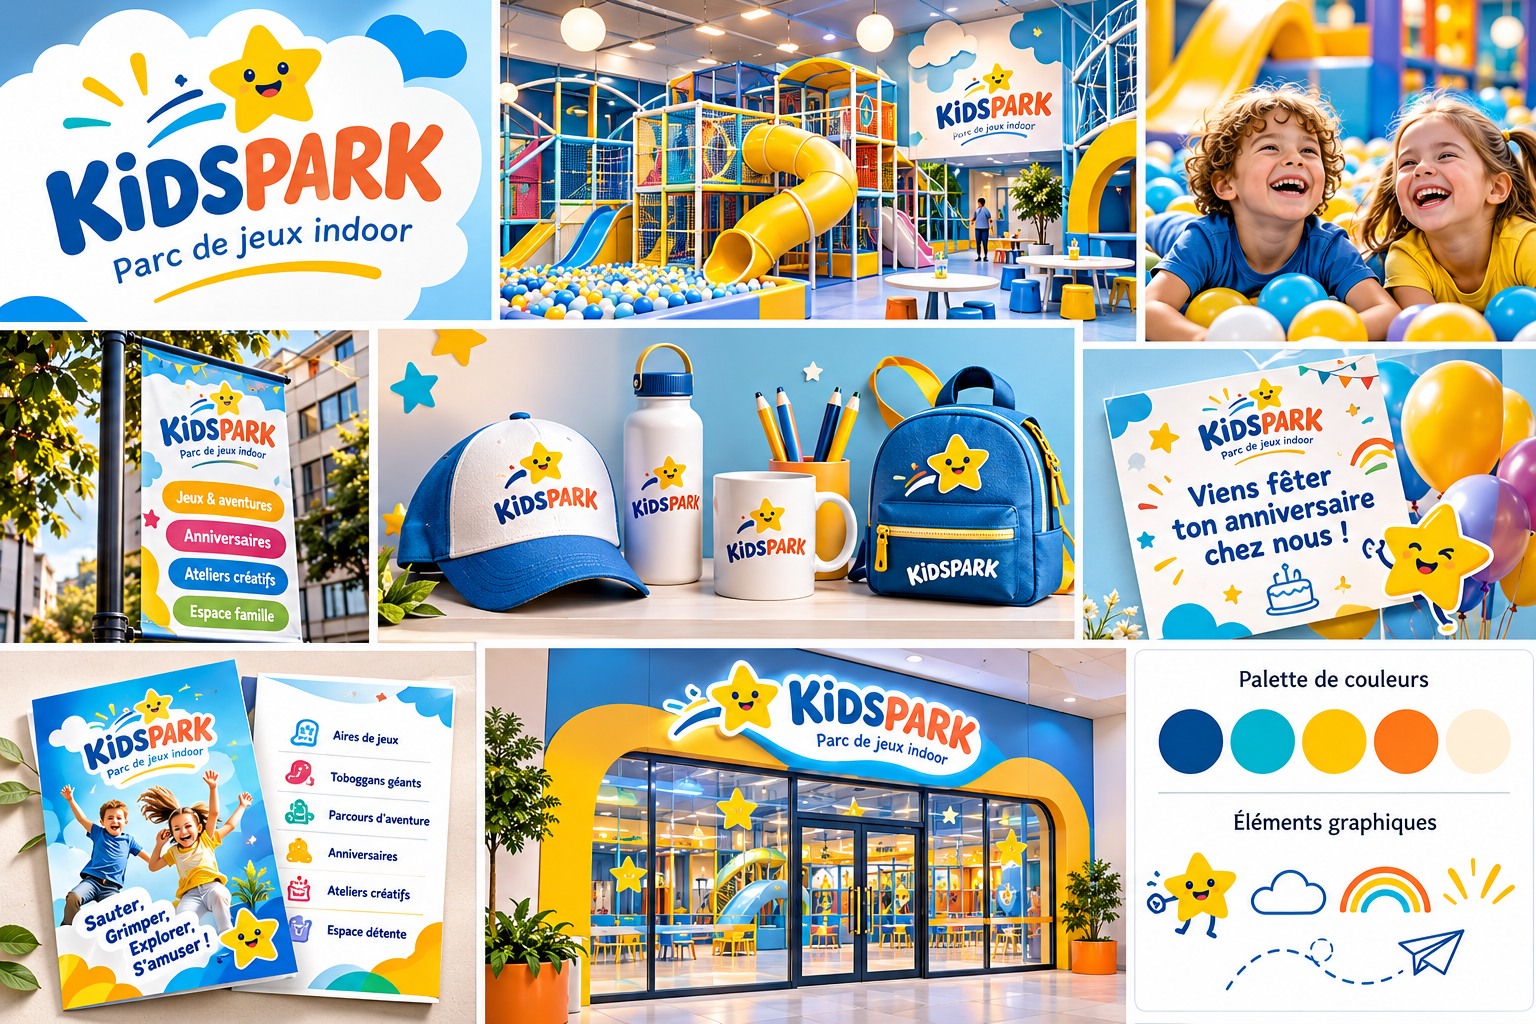 KiDSPARK
Parc de jeux indoor
KiDSPARK
Parc de jeux indoor
KiDSPARK
Parc de jeux indoor
Jeux & aventures
Anniversaires
Ateliers créatifs
Espace famille
KiDSPARK
KiDSPARK
KiDSPARK
KiDSPARK
KiDSPARK
Parc de jeux indoor
Viens fêter
ton anniversaire
chez nous !
KiDSPARK
Parc de jeux indoor
Sauter,
Grimper,
Explorer,
S'amuser !
Aires de jeux
Toboggans géants
Parcours d'aventure
Anniversaires
Ateliers créatifs
Espace détente
KiDSPARK
Parc de jeux indoor
Palette de couleurs
Éléments graphiques